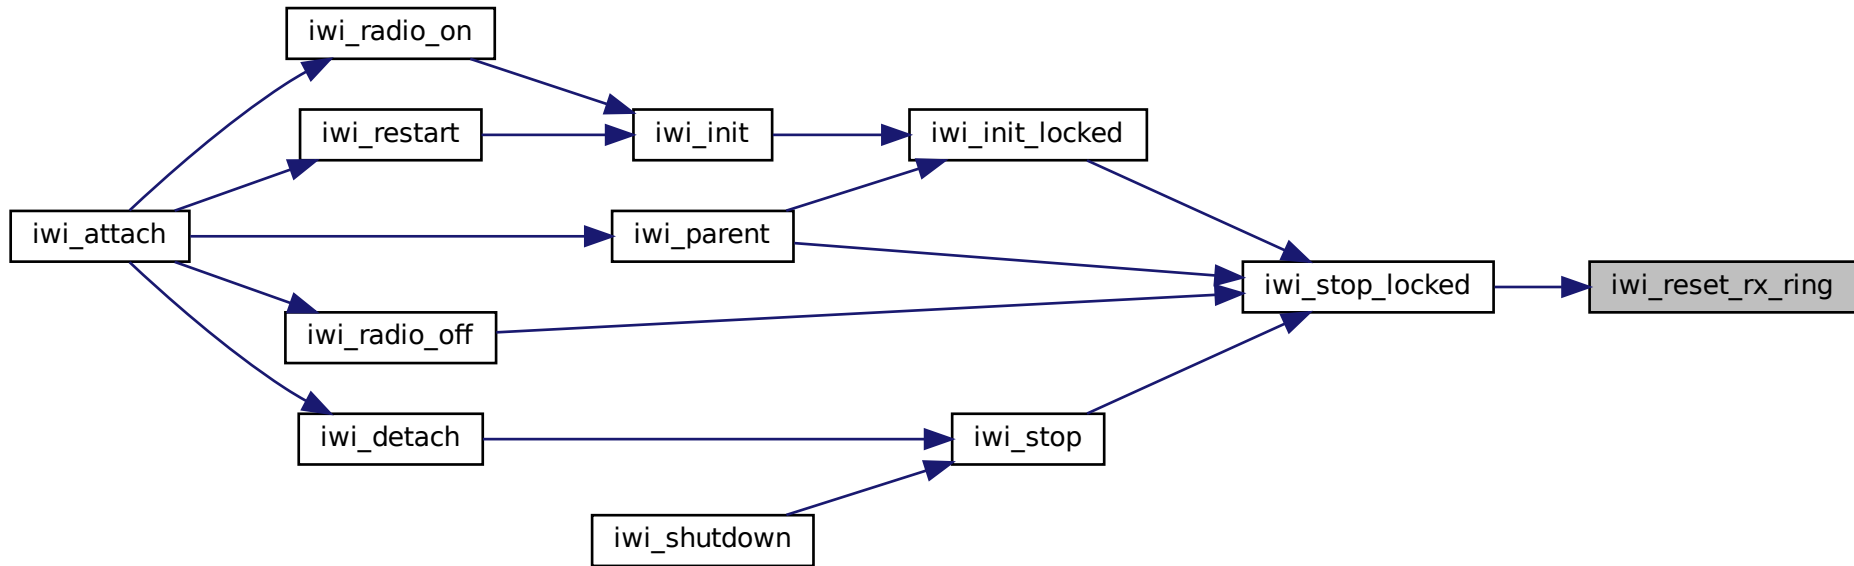 iwi_radio_on
iwi_restart
iwi_init
iwi_init_locked
iwi_attach
iwi_parent
iwi_stop_locked
iwi_reset_rx_ring
iwi_radio_off
iwi_detach
iwi_stop
iwi_shutdown